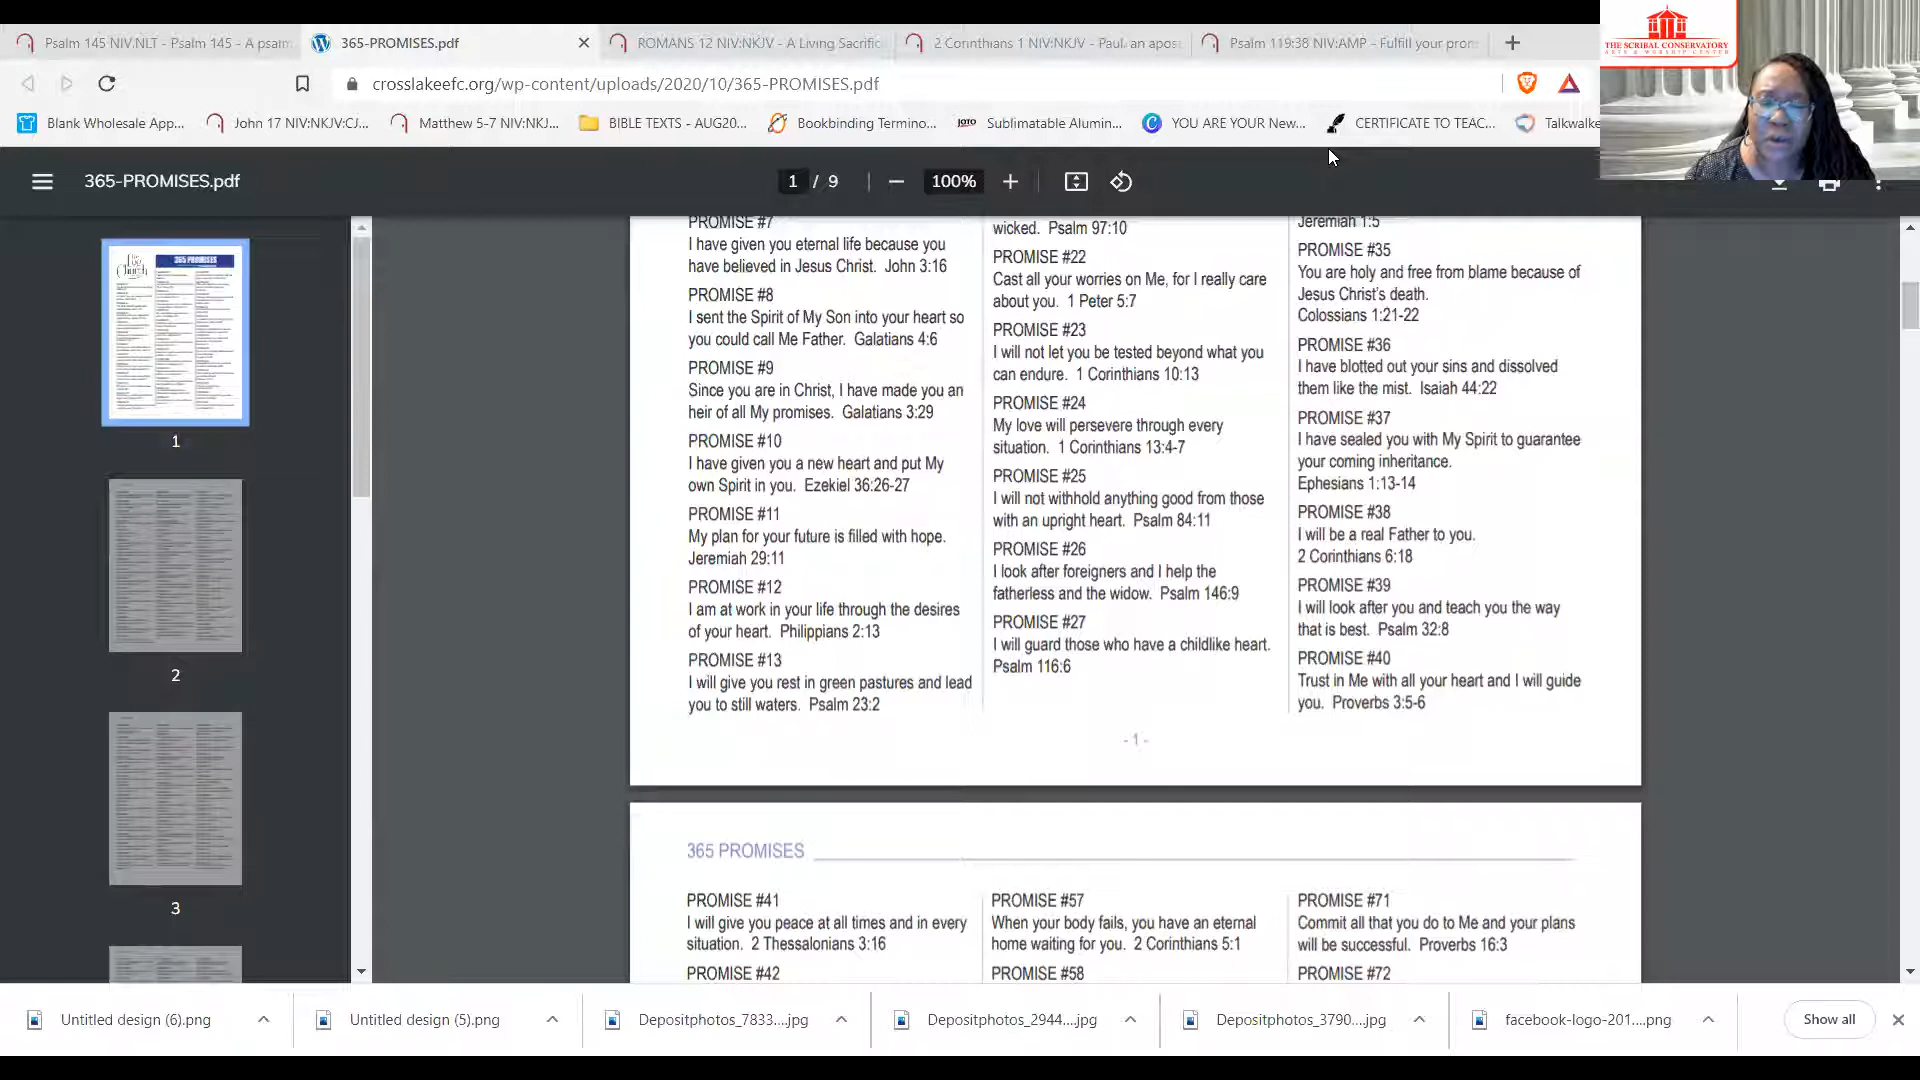 Psalm 145 NIV.NLT - Psalm 145 - A psalm
365-PROMISES.pdf
ROMANS 12 NIV:NKJV - A Living Sacrific
2 Corinthians 1 NIV:NKJV - Paul, an apos
Psalm 119:38 NIV:AMP - Fulfill your prom
THE SCRIBAL CONSERVATORY
ARTS & WORSHIP CENTER
crosslakeefc.org/wp-content/uploads/2020/10/365-PROMISES.pdf
Blank Wholesale App...
John 17 NIV:NKJV:CJ...
Matthew 5-7 NIV:NKJ...
BIBLE TEXTS - AUG20...
Bookbinding Termino...
JOTO
Sublimatable Alumin...
YOU ARE YOUR New...
CERTIFICATE TO TEAC...
Talkwalke
365-PROMISES.pdf
1 / 9
100%
1
2
3
PROMISE #7
I have given you eternal life because you
have believed in Jesus Christ. John 3:16
PROMISE #8
I sent the Spirit of My Son into your heart so
you could call Me Father. Galatians 4:6
PROMISE #9
Since you are in Christ, I have made you an
heir of all My promises. Galatians 3:29
PROMISE #10
I have given you a new heart and put My
own Spirit in you. Ezekiel 36:26-27
PROMISE #11
My plan for your future is filled with hope.
Jeremiah 29:11
PROMISE #12
I am at work in your life through the desires
of your heart. Philippians 2:13
PROMISE #13
I will give you rest in green pastures and lead
you to still waters. Psalm 23:2
wicked. Psalm 97:10
PROMISE #22
Cast all your worries on Me, for I really care
about you. 1 Peter 5:7
PROMISE #23
I will not let you be tested beyond what you
can endure. 1 Corinthians 10:13
PROMISE #24
My love will persevere through every
situation. 1 Corinthians 13:4-7
PROMISE #25
I will not withhold anything good from those
with an upright heart. Psalm 84:11
PROMISE #26
I look after foreigners and I help the
fatherless and the widow. Psalm 146:9
PROMISE #27
I will guard those who have a childlike heart.
Psalm 116:6
Jeremiah 1:5
PROMISE #35
You are holy and free from blame because of
Jesus Christ's death.
Colossians 1:21-22
PROMISE #36
I have blotted out your sins and dissolved
them like the mist. Isaiah 44:22
PROMISE #37
I have sealed you with My Spirit to guarantee
your coming inheritance.
Ephesians 1:13-14
PROMISE #38
I will be a real Father to you.
2 Corinthians 6:18
PROMISE #39
I will look after you and teach you the way
that is best. Psalm 32:8
PROMISE #40
Trust in Me with all your heart and I will guide
you. Proverbs 3:5-6
- 1 -
365 PROMISES
PROMISE #41
I will give you peace at all times and in every
situation. 2 Thessalonians 3:16
PROMISE #42
PROMISE #57
When your body fails, you have an eternal
home waiting for you. 2 Corinthians 5:1
PROMISE #58
PROMISE #71
Commit all that you do to Me and your plans
will be successful. Proverbs 16:3
PROMISE #72
Untitled design (6).png
Untitled design (5).png
Depositphotos_7833....jpg
Depositphotos_2944....jpg
Depositphotos_3790....jpg
facebook-logo-201....png
Show all